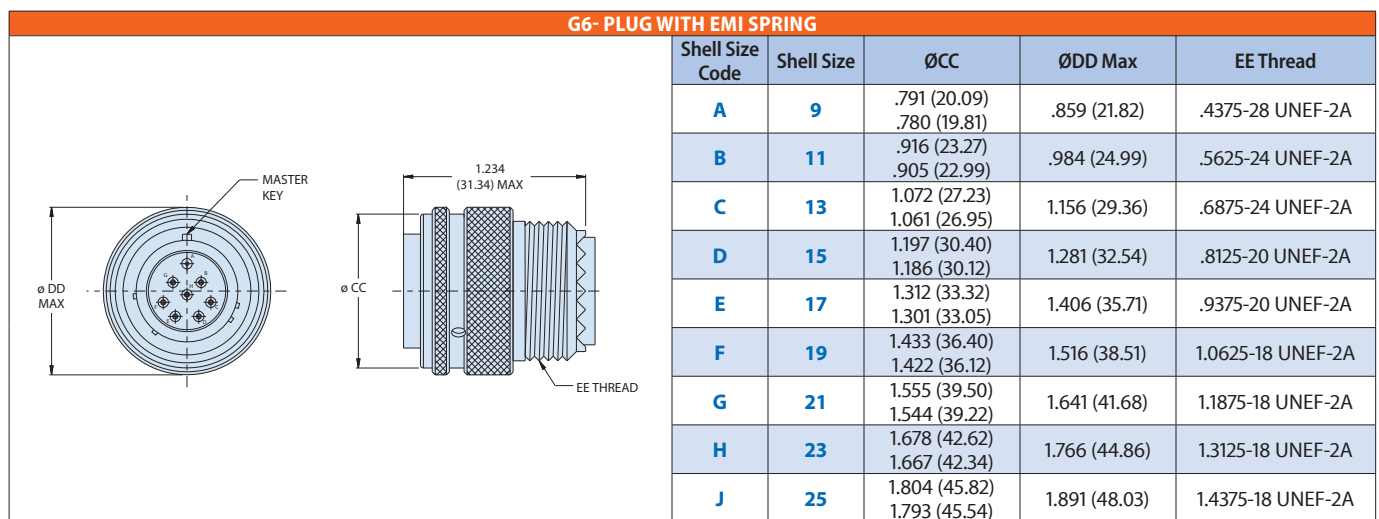 G6- PLUG WITH EMI SPRING
MASTER
KEY
ø DD
MAX
A
B
C
D
E
F
G
H
1.234
(31.34) MAX
ø CC
EE THREAD
Shell Size Code Shell Size ØCC ØDD Max EE Thread
A 9 .791 (20.09) .780 (19.81) .859 (21.82) .4375-28 UNEF-2A
B 11 .916 (23.27) .905 (22.99) .984 (24.99) .5625-24 UNEF-2A
C 13 1.072 (27.23) 1.061 (26.95) 1.156 (29.36) .6875-24 UNEF-2A
D 15 1.197 (30.40) 1.186 (30.12) 1.281 (32.54) .8125-20 UNEF-2A
E 17 1.312 (33.32) 1.301 (33.05) 1.406 (35.71) .9375-20 UNEF-2A
F 19 1.433 (36.40) 1.422 (36.12) 1.516 (38.51) 1.0625-18 UNEF-2A
G 21 1.555 (39.50) 1.544 (39.22) 1.641 (41.68) 1.1875-18 UNEF-2A
H 23 1.678 (42.62) 1.667 (42.34) 1.766 (44.86) 1.3125-18 UNEF-2A
J 25 1.804 (45.82) 1.793 (45.54) 1.891 (48.03) 1.4375-18 UNEF-2A